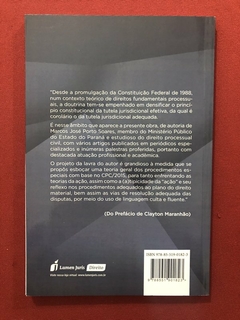 "Desde a promulgação da Constituição Federal de 1988,
num contexto teórico de direitos fundamentais processu-
ais, a doutrina tem-se empenhado em densificar o princí-
pio constitucional da tutela jurisdicional efetiva, da qual é
corolário o da tutela jurisdicional adequada.
E nesse âmbito que aparece a presente obra, de autoria de
Marcos José Porto Soares, membro do Ministério Público
do Estado do Paraná e estudioso do direito processual
civil, com vários artigos publicados em periódicos espe-
cializados e inúmeras palestras proferidas, portanto com
destacada atuação profissional e acadêmica.
O projeto da lavra do autor é grandioso à medida que se
propôs esboçar uma teoria geral dos procedimentos es-
peciais com base no CPC/2015, para tanto enfrentando as
teorias da ação, assim como a (a)tipicidade da "ação" e seu
reflexo nos procedimentos adequados ao plano do direito
material, bem assim as vias de resolução adequada das
disputas, por meio do uso de linguagem culta e fluente."
(Do Prefácio de Clayton Maranhão)
Lumen Juris Direito